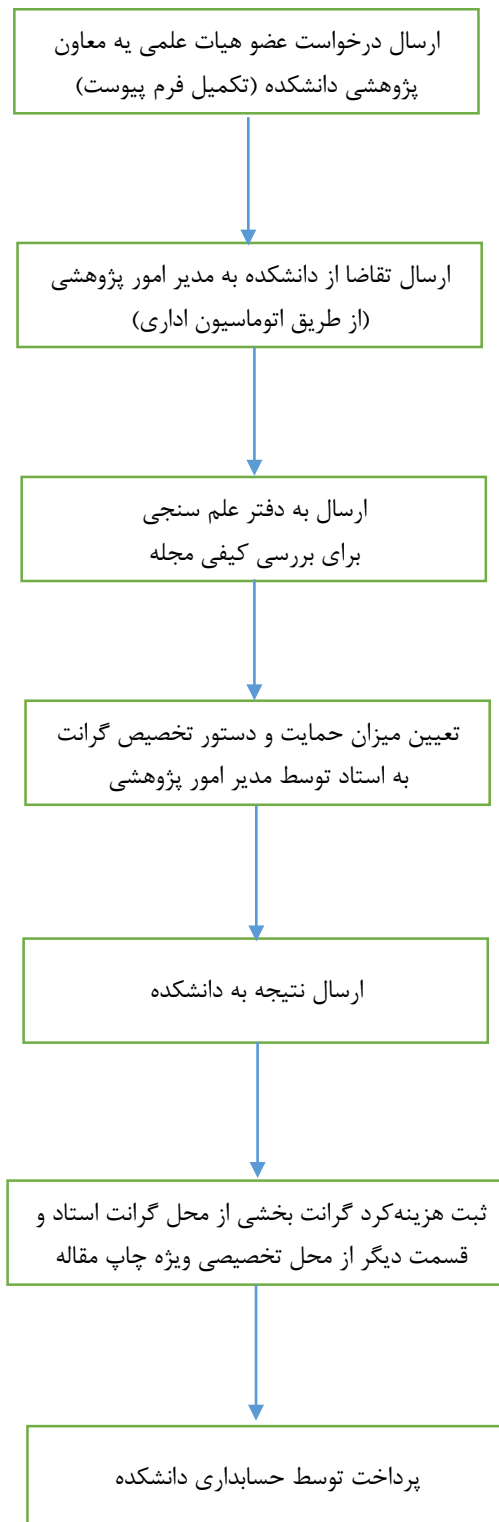 ارسال درخواست عضو هیات علمی یه معاون
پژوهشی دانشکده (تکمیل فرم پیوست)
ارسال تقاضا از دانشکده به مدیر امور پژوهشی
(از طریق اتوماسیون اداری)
ارسال به دفتر علم سنجی
برای بررسی کیفی مجله
تعیین میزان حمایت و دستور تخصیص گرانت
به استاد توسط مدیر امور پژوهشی
ارسال نتیجه به دانشکده
ثبت هزینه‌کرد گرانت بخشی از محل گرانت استاد و
قسمت دیگر از محل تخصیصی ویژه چاپ مقاله
پرداخت توسط حسابداری دانشکده